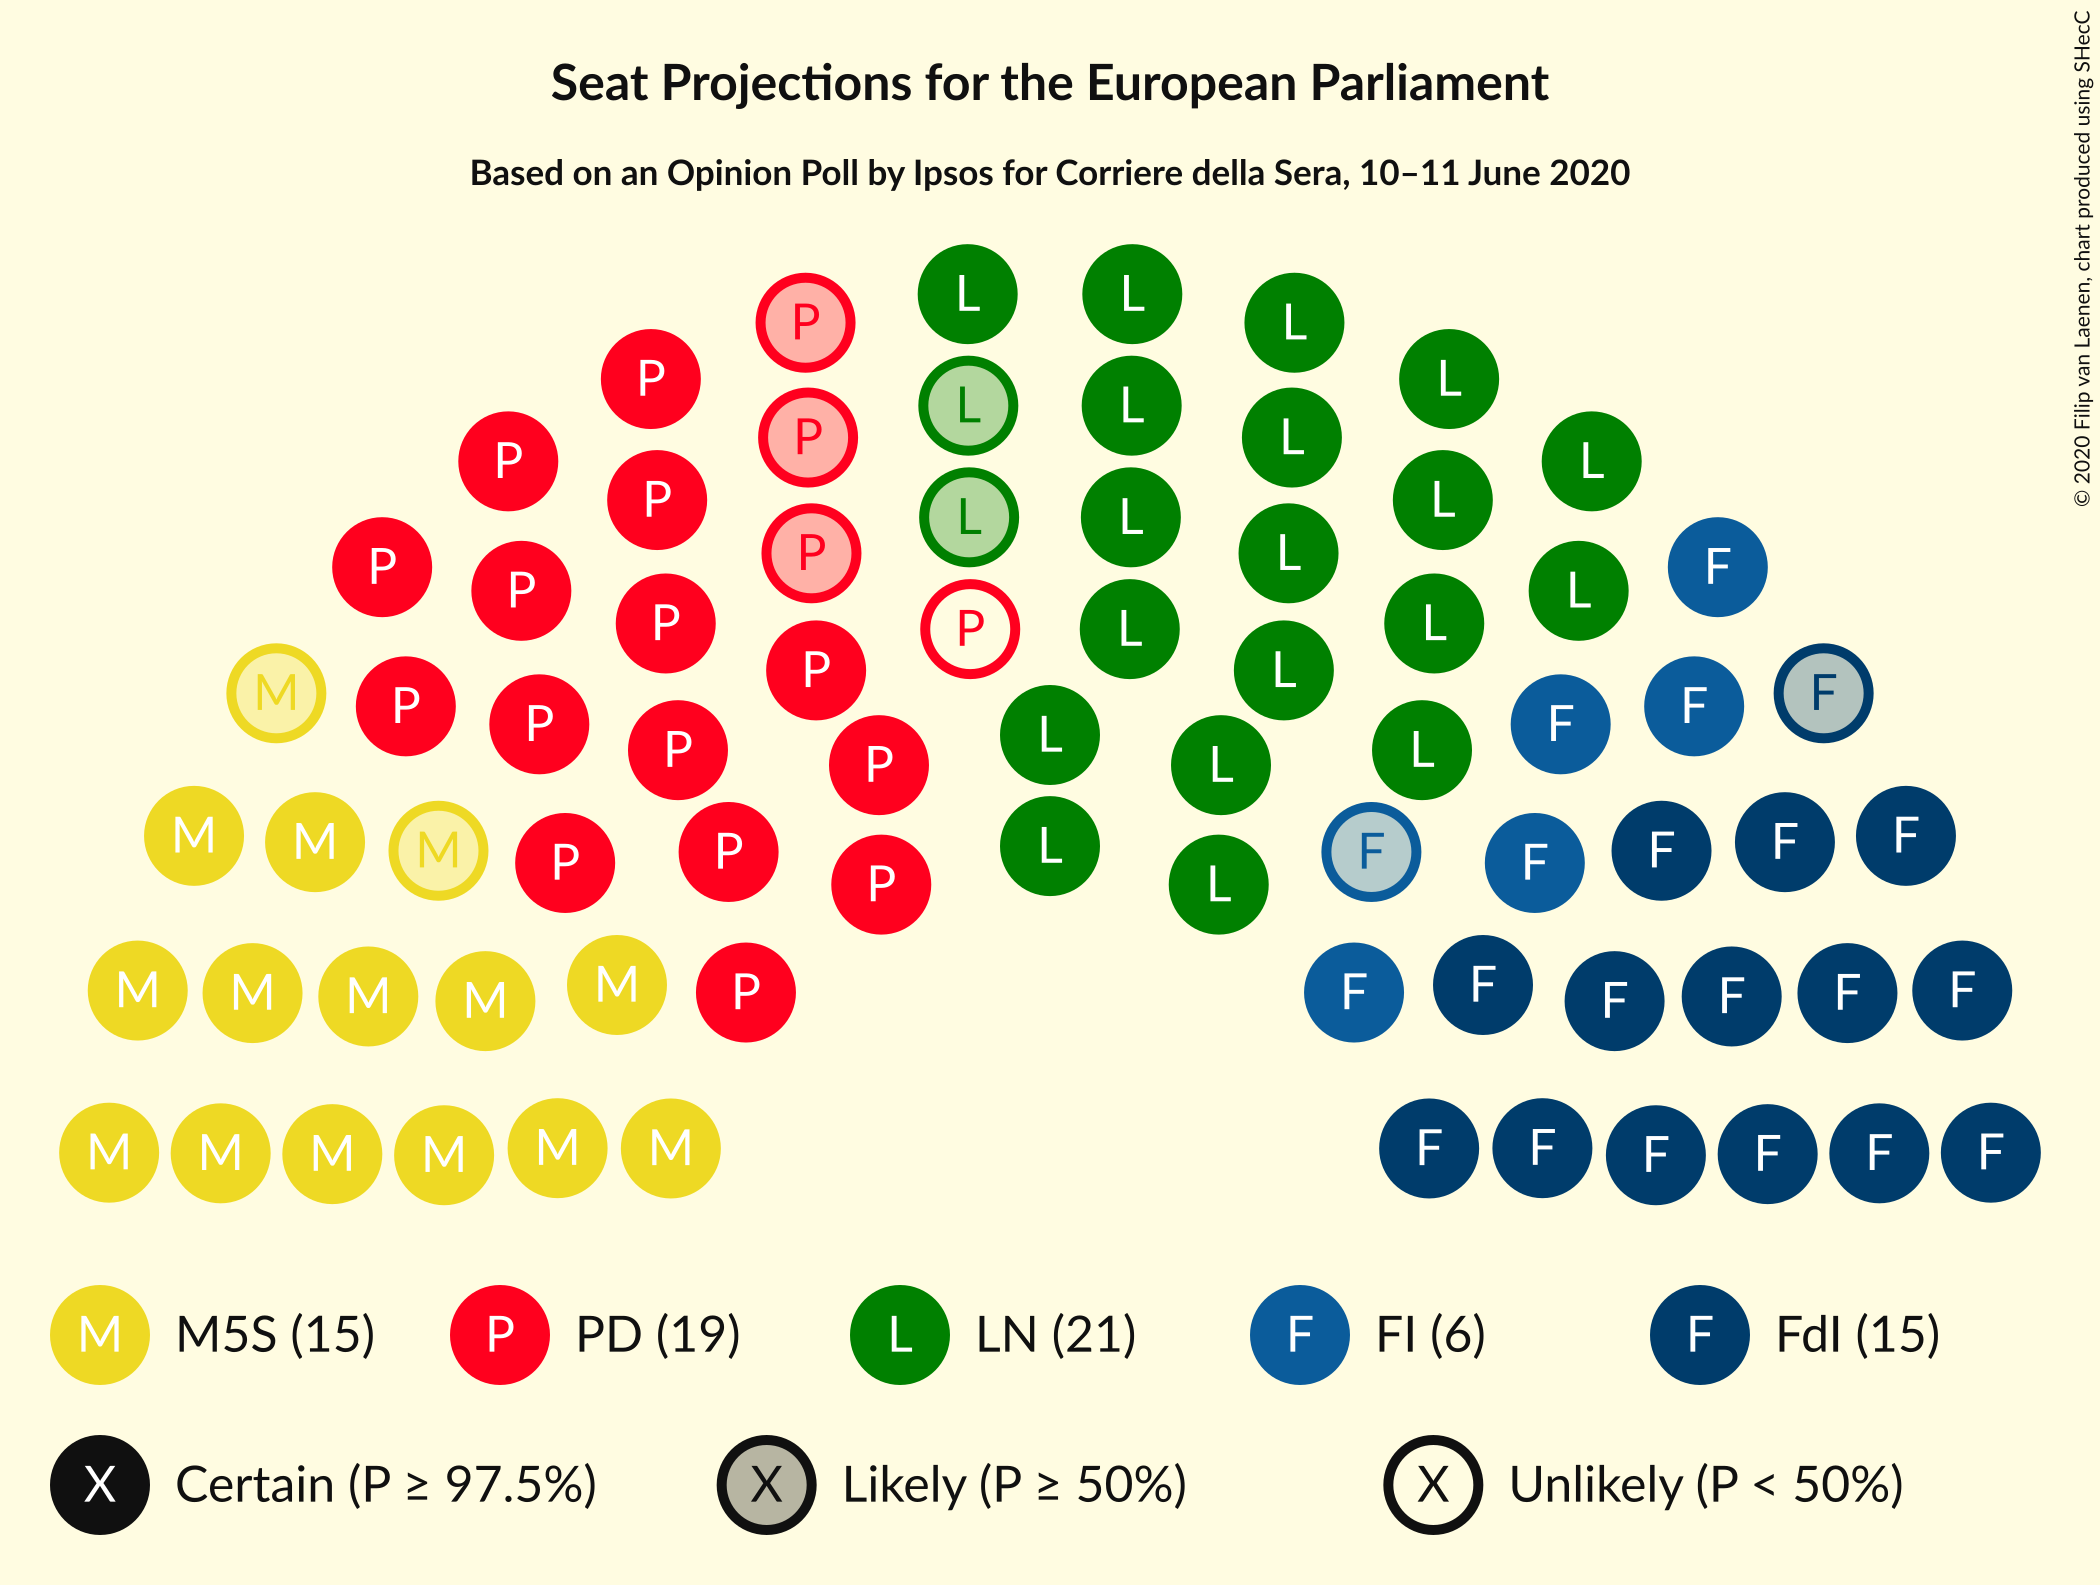 Seat Projections for the European Parliament
Based on an Opinion Poll by Ipsos for Corriere della Sera, 10–11 June 2020
© 2020 Filip van Laenen, chart produced using SHecC
L L
P L L
P P L
L L
P L
P L
P L
P L L
P L
P L F
P L
P P L
P L
P P L
M F
P P L F F
P P L L F
P L
M M M P P L F F F F F
P L
M M M M M P F F F F F F
M M M M M M F F F F F F
M M5S (15) P PD (19) L LN (21) F FI (6) F FdI (15)
X Certain (P ≥ 97.5%) X Likely (P ≥ 50%) X Unlikely (P < 50%)